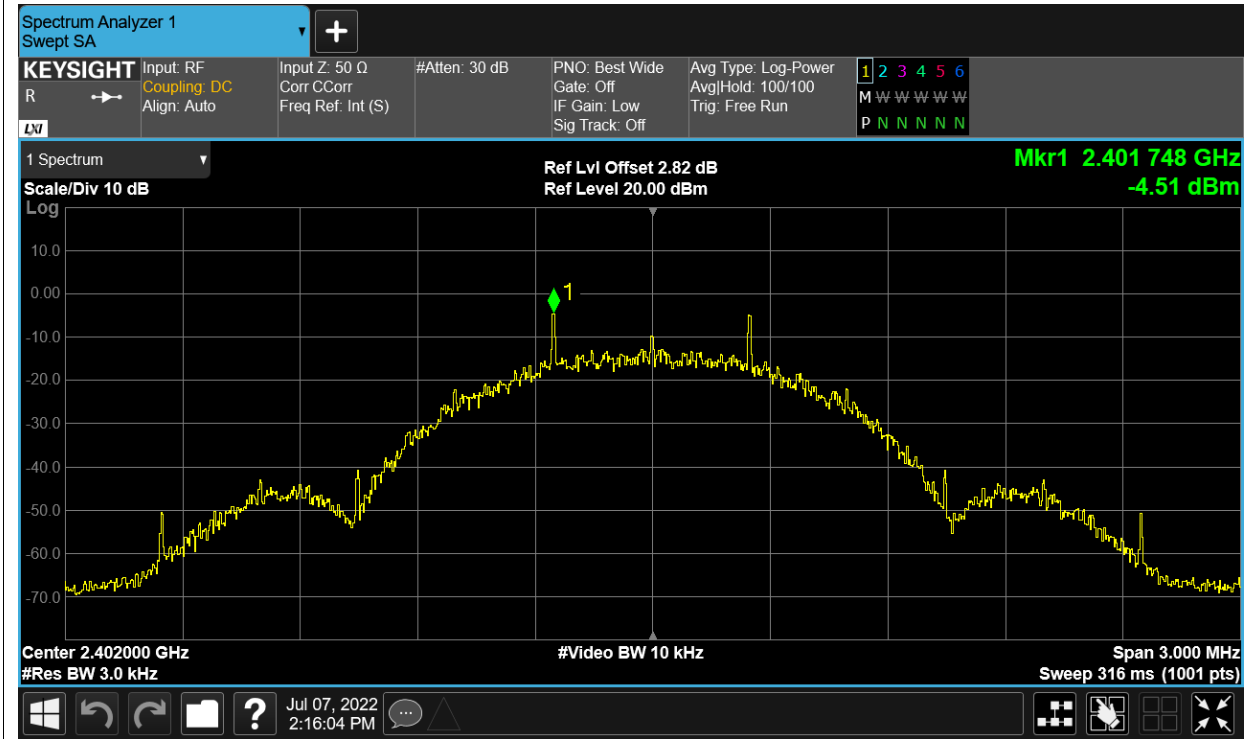 Spectrum Analyzer 1
Swept SA
+
KEYSIGHT Input: RF Input Z: 50 Ω #Atten: 30 dB PNO: Best Wide Avg Type: Log-Power 1 2 3 4 5 6
R Coupling: DC Corr CCorr Gate: Off Avg|Hold: 100/100 M W W W W W
Align: Auto Freq Ref: Int (S) IF Gain: Low Trig: Free Run
LXI Sig Track: Off P N N N N N N
1 Spectrum
Ref Lvl Offset 2.82 dB
Mkr1 2.401 748 GHz
Scale/Div 10 dB Ref Level 20.00 dBm -4.51 dBm
Log
10.0
0.00
1
-10.0
-20.0
-30.0
-40.0
-50.0
-60.0
-70.0
Center 2.402000 GHz #Video BW 10 kHz Span 3.000 MHz
#Res BW 3.0 kHz Sweep 316 ms (1001 pts)
? Jul 07, 2022
2:16:04 PM